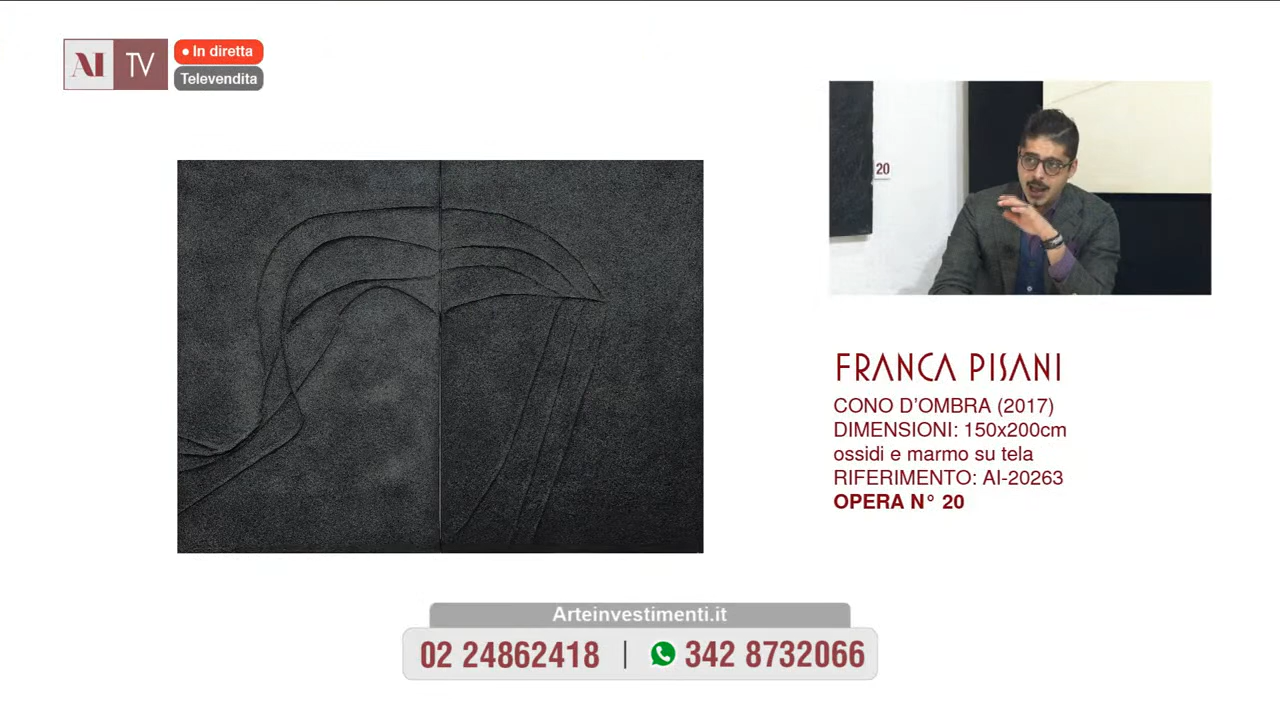 AI TV
• In diretta
Televendita
20
FRANCA PISANI
CONO D'OMBRA (2017)
DIMENSIONI: 150x200cm
ossidi e marmo su tela
RIFERIMENTO: AI-20263
OPERA N° 20
Arteinvestimenti.it
02 24862418 | 342 8732066